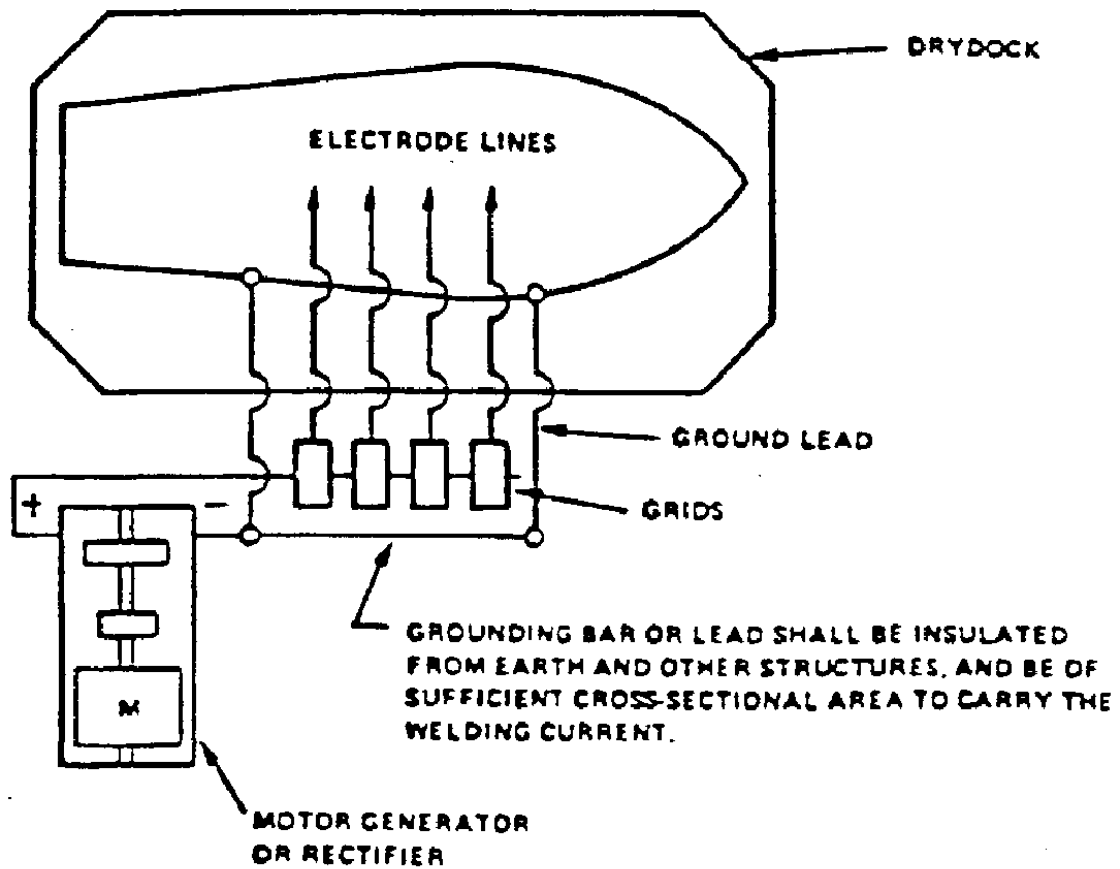 DRYDOCK
ELECTRODE LINES
GROUND LEAD
+
−
GRIDS
GROUNDING BAR OR LEAD SHALL BE INSULATED
FROM EARTH AND OTHER STRUCTURES, AND BE OF
SUFFICIENT CROSS-SECTIONAL AREA TO CARRY THE
WELDING CURRENT.
M
MOTOR GENERATOR
OR RECTIFIER